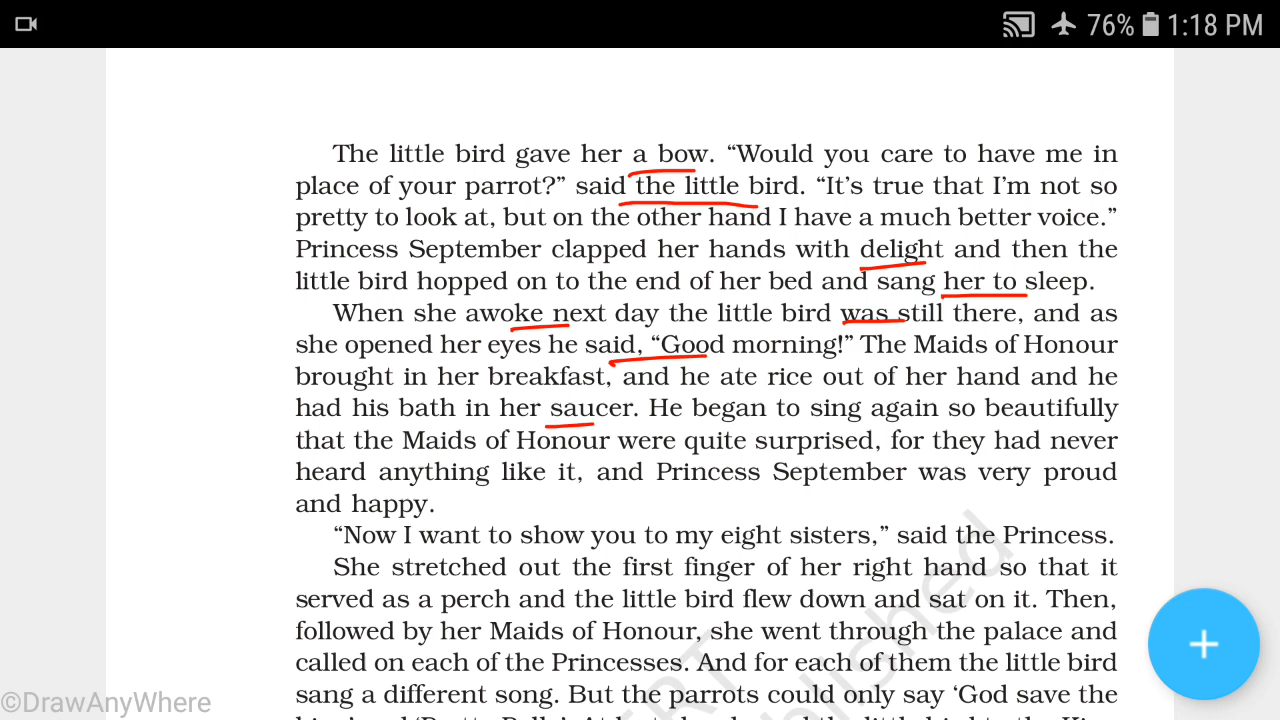 76% 1:18 PM
The little bird gave her a bow. “Would you care to have me in
place of your parrot?” said the little bird. “It’s true that I’m not so
pretty to look at, but on the other hand I have a much better voice.”
Princess September clapped her hands with delight and then the
little bird hopped on to the end of her bed and sang her to sleep.
When she awoke next day the little bird was still there, and as
she opened her eyes he said, “Good morning!” The Maids of Honour
brought in her breakfast, and he ate rice out of her hand and he
had his bath in her saucer. He began to sing again so beautifully
that the Maids of Honour were quite surprised, for they had never
heard anything like it, and Princess September was very proud
and happy.
“Now I want to show you to my eight sisters,” said the Princess.
She stretched out the first finger of her right hand so that it
served as a perch and the little bird flew down and sat on it. Then,
followed by her Maids of Honour, she went through the palace and
called on each of the Princesses. And for each of them the little bird
sang a different song. But the parrots could only say ‘God save the
©DrawAnyWhere